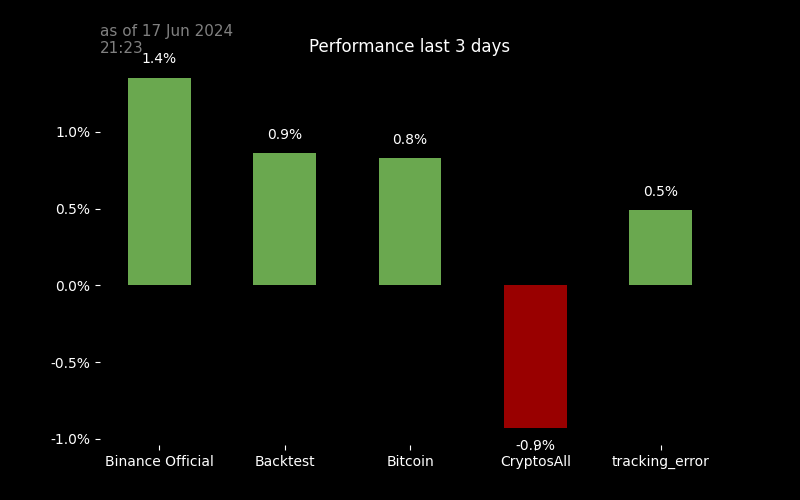 as of 17 Jun 2024
21:23
Performance last 3 days
1.4%
0.9%
0.8%
0.5%
-0.9%
1.0%
0.5%
0.0%
-0.5%
-1.0%
Binance Official
Backtest
Bitcoin
CryptosAll
tracking_error